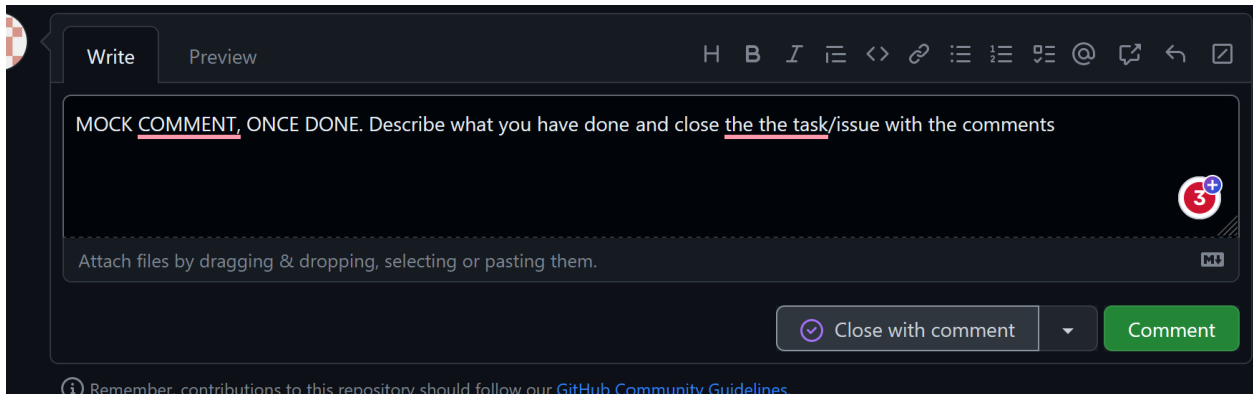 Write Preview
MOCK COMMENT, ONCE DONE. Describe what you have done and close the the task/issue with the comments
3
Attach files by dragging & dropping, selecting or pasting them.
Close with comment Comment
Remember, contributions to this repository should follow our GitHub Community Guidelines.